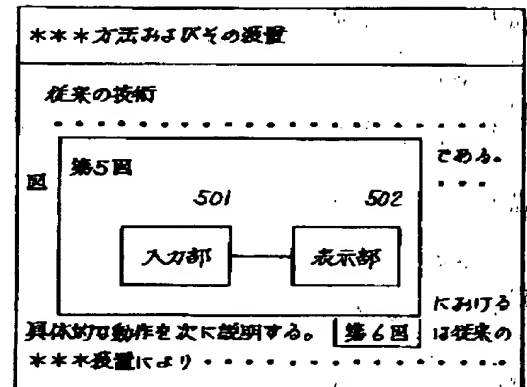 ***方法およびその装置
従来の技術
・・・・・・・・・・・・・・・・・・
である。
図
・・・
第5図
501 502
入力部 表示部
における
具体的な動作を次に説明する。 第6図 は従来の
***装置により・・・・・・・・・・・・